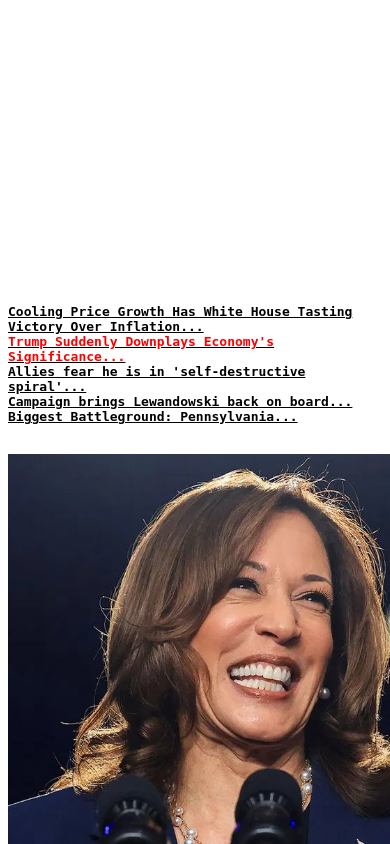 Cooling Price Growth Has White House Tasting
Victory Over Inflation...
Trump Suddenly Downplays Economy's
Significance...
Allies fear he is in 'self-destructive
spiral'...
Campaign brings Lewandowski back on board...
Biggest Battleground: Pennsylvania...